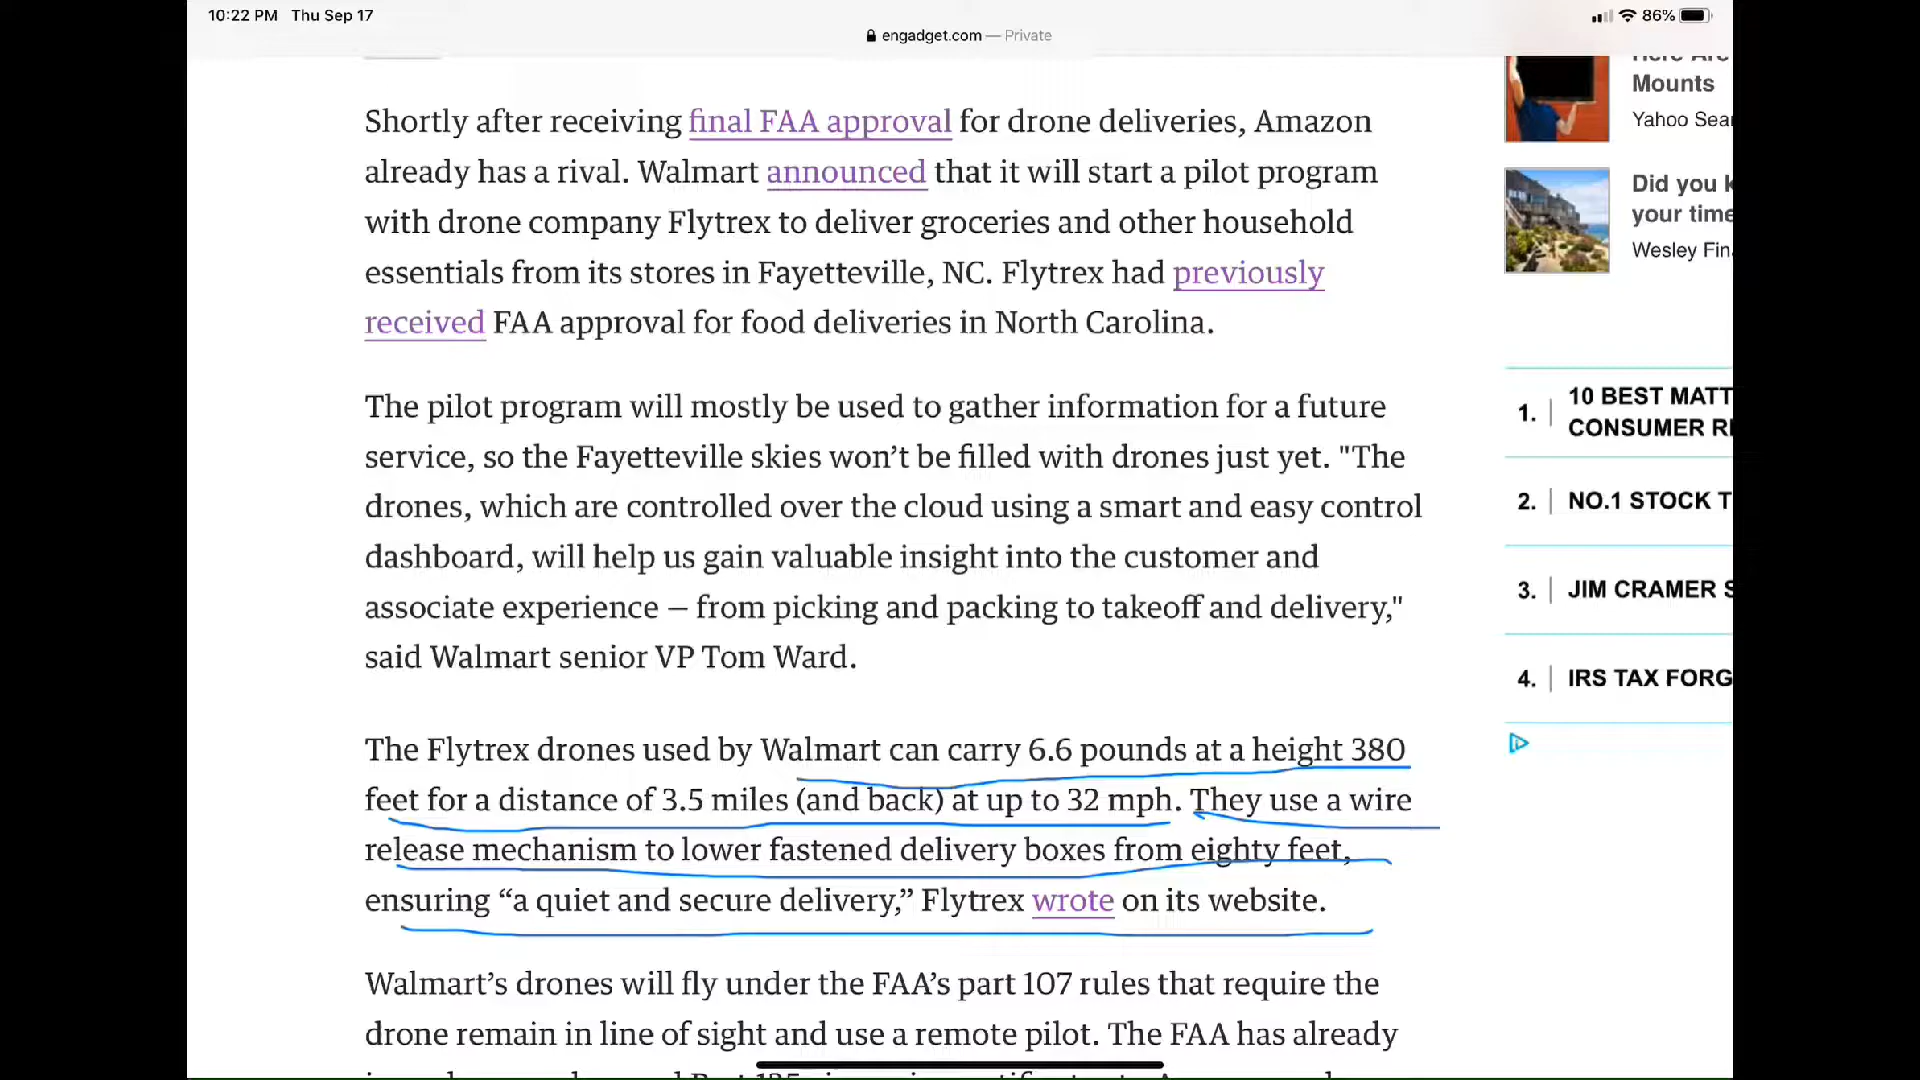 10:22 PM Thu Sep 17
86%
engadget.com — Private
Shortly after receiving final FAA approval for drone deliveries, Amazon
already has a rival. Walmart announced that it will start a pilot program
with drone company Flytrex to deliver groceries and other household
essentials from its stores in Fayetteville, NC. Flytrex had previously
received FAA approval for food deliveries in North Carolina.
The pilot program will mostly be used to gather information for a future
service, so the Fayetteville skies won’t be filled with drones just yet. "The
drones, which are controlled over the cloud using a smart and easy control
dashboard, will help us gain valuable insight into the customer and
associate experience — from picking and packing to takeoff and delivery,"
said Walmart senior VP Tom Ward.
The Flytrex drones used by Walmart can carry 6.6 pounds at a height 380
feet for a distance of 3.5 miles (and back) at up to 32 mph. They use a wire
release mechanism to lower fastened delivery boxes from eighty feet,
ensuring “a quiet and secure delivery,” Flytrex wrote on its website.
Walmart’s drones will fly under the FAA’s part 107 rules that require the
drone remain in line of sight and use a remote pilot. The FAA has already
Mounts
Yahoo Sear
Did you k
your time
Wesley Fin
1. 10 BEST MATT
CONSUMER RE
2. NO.1 STOCK T
3. JIM CRAMER S
4. IRS TAX FORG